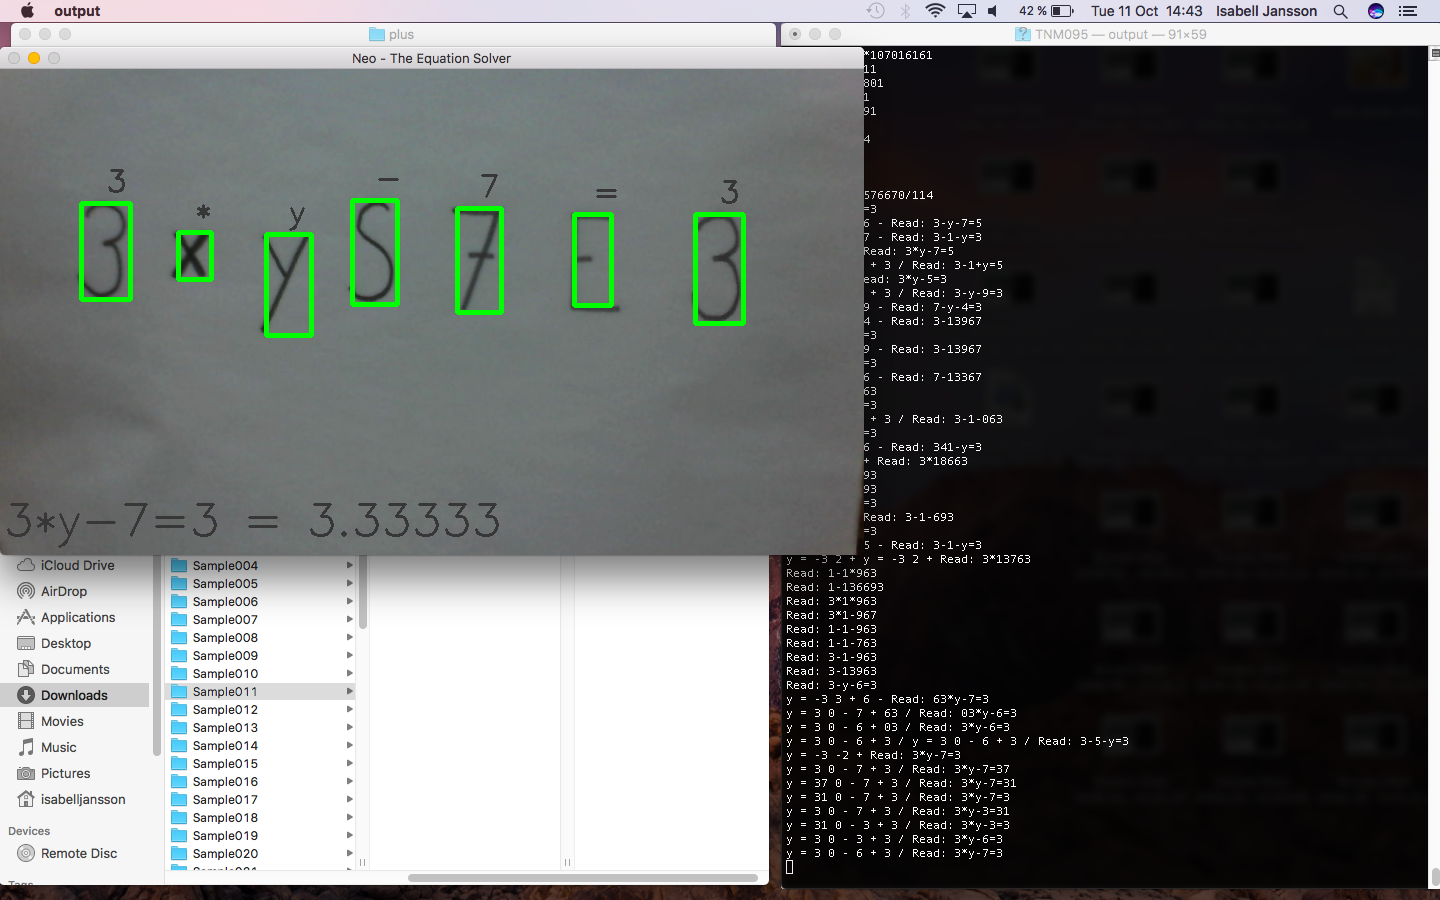 output
42 %
Tue 11 Oct 14:43
Isabell Jansson
plus
TNM095 — output — 91×59
Neo - The Equation Solver
3 * y - 7 = 3
3 x y S 7 = 3
3*y-7=3 = 3.33333
iCloud Drive
AirDrop
Applications
Desktop
Documents
Downloads
Movies
Music
Pictures
isabelljansson
Devices
Remote Disc
Sample004
Sample005
Sample006
Sample007
Sample008
Sample009
Sample010
Sample011
Sample012
Sample013
Sample014
Sample015
Sample016
Sample017
Sample018
Sample019
Sample020
*107016161
11
801
1
91
4
576670/114
=3
6 - Read: 3-y-7=5
7 - Read: 3-1-y=3
Read: 3*y-7=5
+ 3 / Read: 3-1+y=5
ead: 3*y-5=3
+ 3 / Read: 3-y-9=3
9 - Read: 7-y-4=3
4 - Read: 3-13967
=3
9 - Read: 3-13967
=3
6 - Read: 7-13367
63
=3
+ 3 / Read: 3-1-063
=3
6 - Read: 341-y=3
+ Read: 3*18663
93
93
=3
Read: 3-1-693
=3
5 - Read: 3-1-y=3
y = -3 2 + y = -3 2 + Read: 3*13763
Read: 1-1*963
Read: 1-136693
Read: 3*1*963
Read: 3*1-967
Read: 1-1-963
Read: 1-1-763
Read: 3-1-963
Read: 3-13963
Read: 3-y-6=3
y = -3 3 + 6 - Read: 63*y-7=3
y = 3 0 - 7 + 63 / Read: 03*y-6=3
y = 3 0 - 6 + 03 / Read: 3*y-6=3
y = 3 0 - 6 + 3 / y = 3 0 - 6 + 3 / Read: 3-5-y=3
y = -3 -2 + Read: 3*y-7=3
y = 3 0 - 7 + 3 / Read: 3*y-7=37
y = 37 0 - 7 + 3 / Read: 3*y-7=31
y = 31 0 - 7 + 3 / Read: 3*y-7=3
y = 3 0 - 7 + 3 / Read: 3*y-3=31
y = 31 0 - 3 + 3 / Read: 3*y-3=3
y = 3 0 - 3 + 3 / Read: 3*y-6=3
y = 3 0 - 6 + 3 / Read: 3*y-7=3